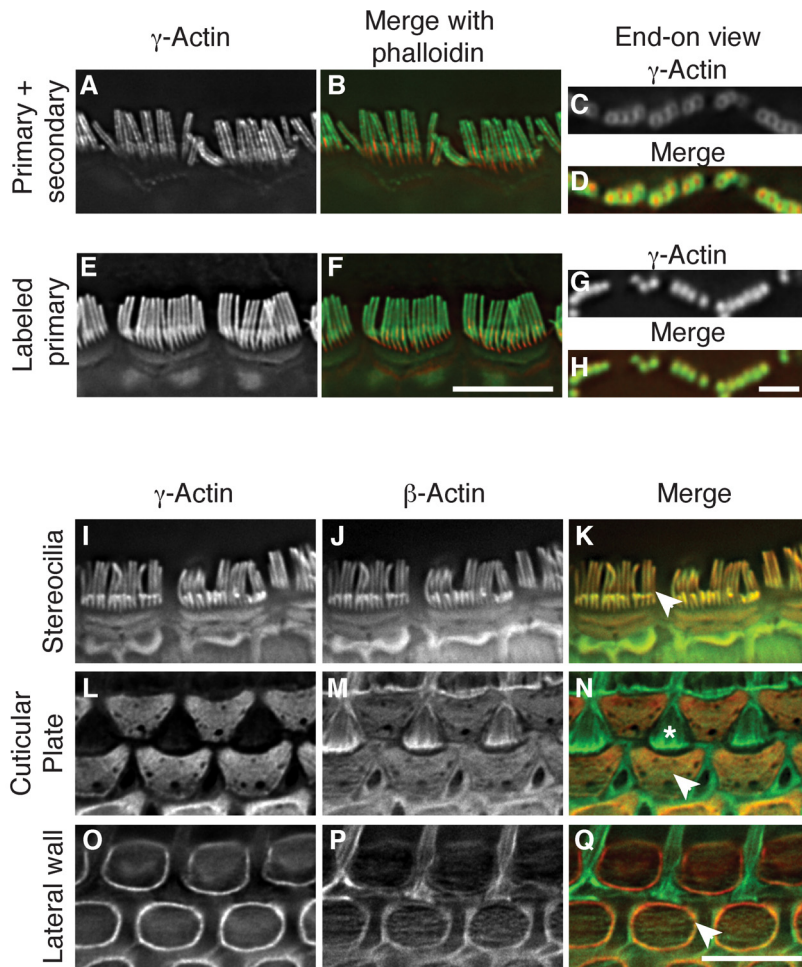 γ-Actin
Merge with
phalloidin
End-on view
γ-Actin
Primary +
secondary
A
B
C
Merge
D
Labeled
primary
E
F
γ-Actin
G
Merge
H
γ-Actin
β-Actin
Merge
Stereocilia
I
J
K
Cuticular
Plate
L
M
N
*
Lateral wall
O
P
Q